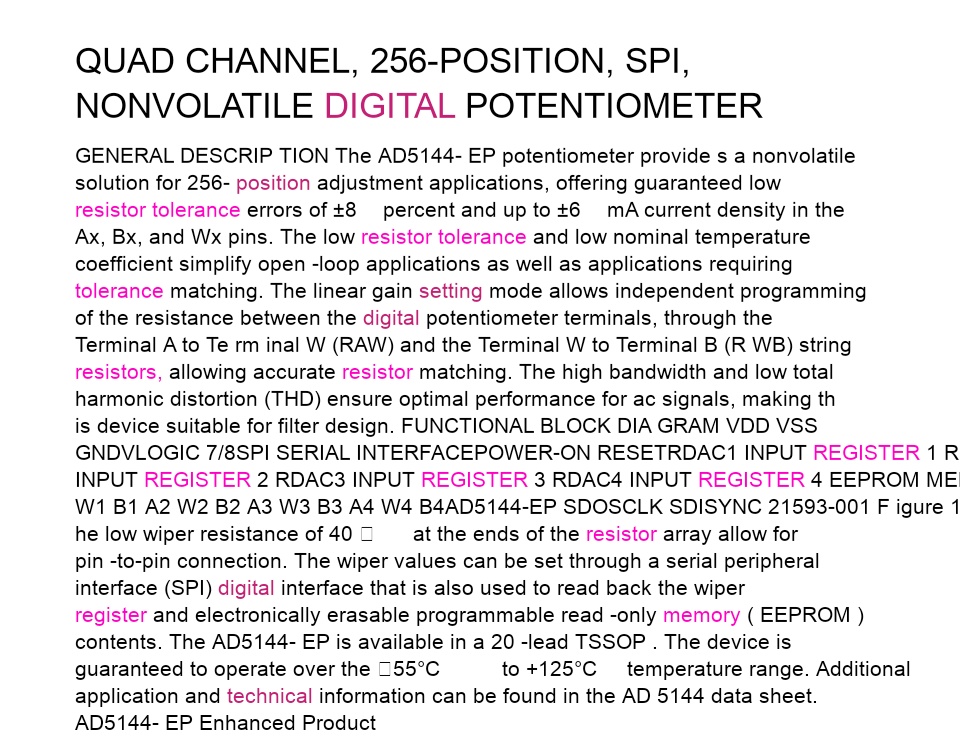 QUAD CHANNEL, 256-POSITION, SPI,
NONVOLATILE DIGITAL POTENTIOMETER
GENERAL DESCRIP TION The AD5144- EP potentiometer provide s a nonvolatile
solution for 256- position adjustment applications, offering guaranteed low
resistor tolerance errors of ±8 percent and up to ±6 mA current density in the
Ax, Bx, and Wx pins. The low resistor tolerance and low nominal temperature
coefficient simplify open -loop applications as well as applications requiring
tolerance matching. The linear gain setting mode allows independent programming
of the resistance between the digital potentiometer terminals, through the
Terminal A to Te rm inal W (RAW) and the Terminal W to Terminal B (R WB) string
resistors, allowing accurate resistor matching. The high bandwidth and low total
harmonic distortion (THD) ensure optimal performance for ac signals, making th
is device suitable for filter design. FUNCTIONAL BLOCK DIA GRAM VDD VSS
GNDVLOGIC 7/8SPI SERIAL INTERFACEPOWER-ON RESETRDAC1 INPUT REGISTER 1 R
INPUT REGISTER 2 RDAC3 INPUT REGISTER 3 RDAC4 INPUT REGISTER 4 EEPROM
W1 B1 A2 W2 B2 A3 W3 B3 A4 W4 B4AD5144-EP SDOSCLK SDISYNC 21593-001 F igure 1
he low wiper resistance of 40 at the ends of the resistor array allow for
pin -to-pin connection. The wiper values can be set through a serial peripheral
interface (SPI) digital interface that is also used to read back the wiper
register and electronically erasable programmable read -only memory ( EEPROM )
contents. The AD5144- EP is available in a 20 -lead TSSOP . The device is
guaranteed to operate over the 55°C to +125°C temperature range. Additional
application and technical information can be found in the AD 5144 data sheet.
AD5144- EP Enhanced Product